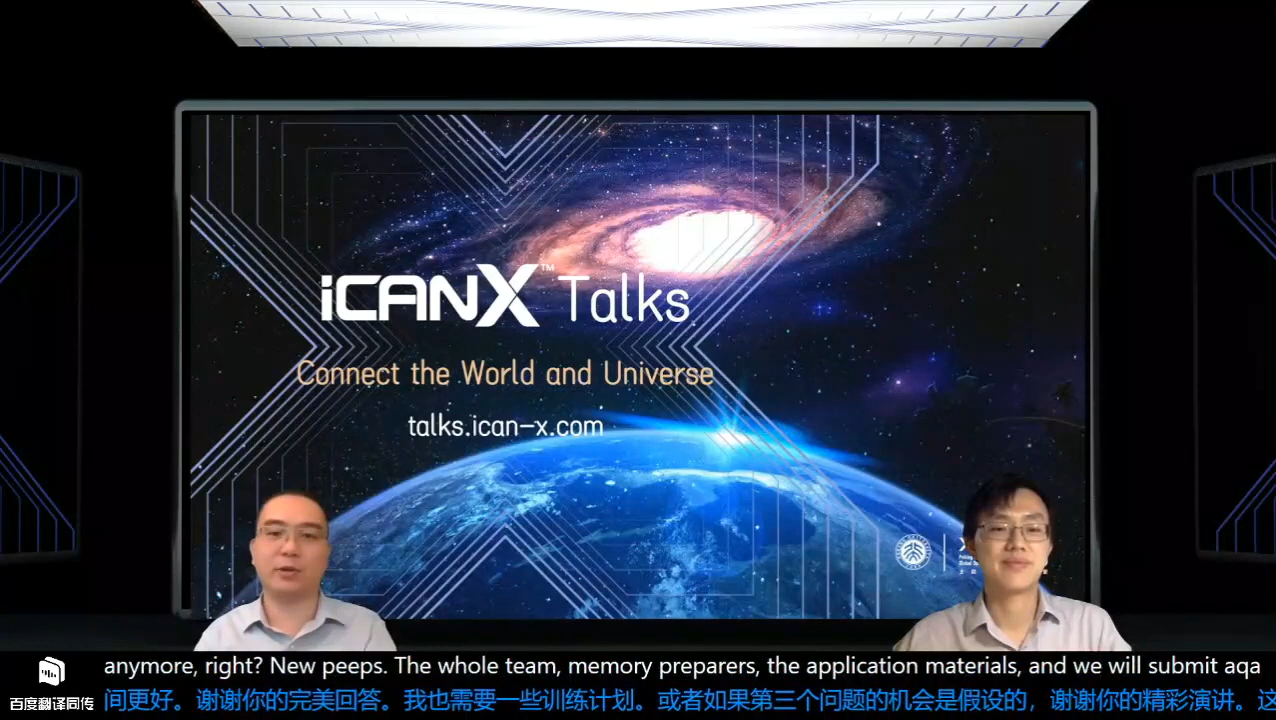 iCANX™ Talks
Connect the World and Universe
talks.ican-x.com
anymore, right? New peeps. The whole team, memory preparers, the application materials, and we will submit aqa
百度翻译同传
间更好。谢谢你的完美回答。我也需要一些训练计划。或者如果第三个问题的机会是假设的，谢谢你的精彩演讲。这